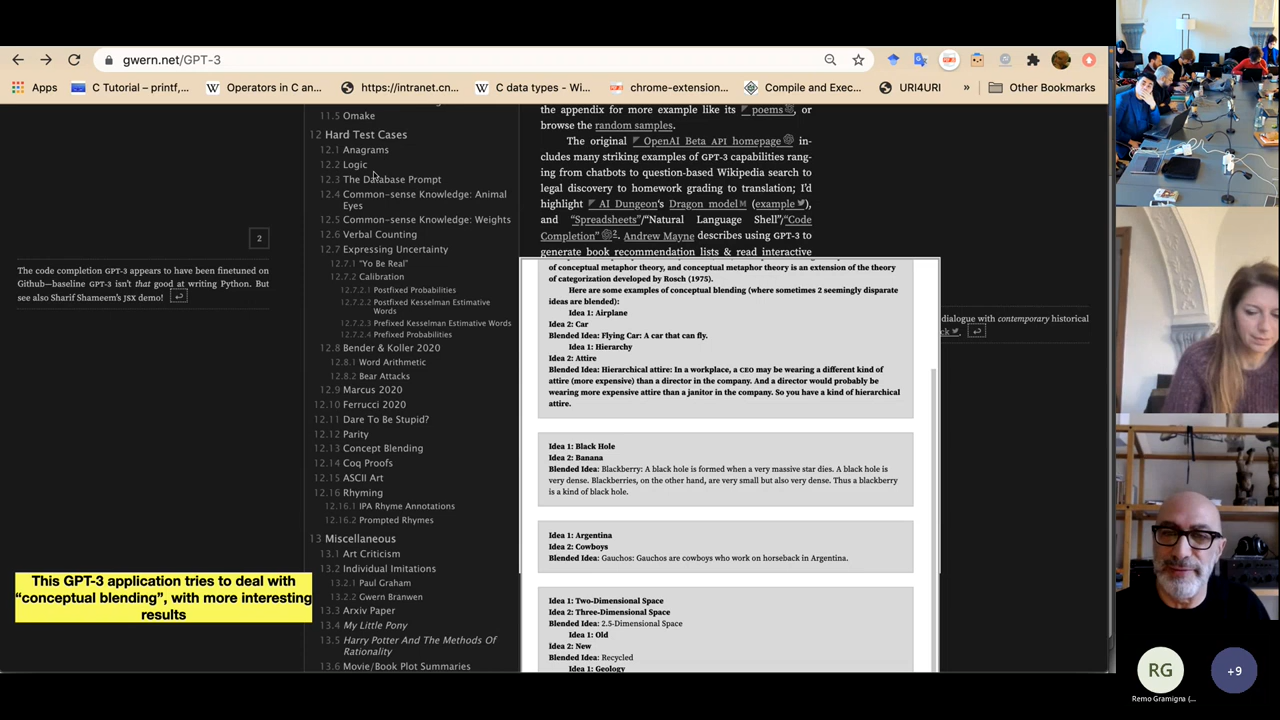 gwern.net/GPT-3
Apps
C Tutorial – printf,...
Operators in C an...
https://intranet.cn...
C data types - Wi...
chrome-extension...
Compile and Exec...
URI4URI
»
Other Bookmarks
11.5 Omake
12 Hard Test Cases
12.1 Anagrams
12.2 Logic
12.3 The Database Prompt
12.4 Common-sense Knowledge: Animal
Eyes
12.5 Common-sense Knowledge: Weights
12.6 Verbal Counting
12.7 Expressing Uncertainty
12.7.1 "Yo Be Real"
12.7.2 Calibration
12.7.2.1 Postfixed Probabilities
12.7.2.2 Postfixed Kesselman Estimative
Words
12.7.2.3 Prefixed Kesselman Estimative Words
12.7.2.4 Prefixed Probabilities
12.8 Bender & Koller 2020
12.8.1 Word Arithmetic
12.8.2 Bear Attacks
12.9 Marcus 2020
12.10 Ferrucci 2020
12.11 Dare To Be Stupid?
12.12 Parity
12.13 Concept Blending
12.14 Coq Proofs
12.15 ASCII Art
12.16 Rhyming
12.16.1 IPA Rhyme Annotations
12.16.2 Prompted Rhymes
13 Miscellaneous
13.1 Art Criticism
13.2 Individual Imitations
13.2.1 Paul Graham
13.2.2 Gwern Branwen
13.3 Arxiv Paper
13.4 My Little Pony
13.5 Harry Potter And The Methods Of
Rationality
13.6 Movie/Book Plot Summaries
2
The code completion GPT-3 appears to have been finetuned on
Github—baseline GPT-3 isn't that good at writing Python. But
see also Sharif Shameem's JSX demo!
This GPT-3 application tries to deal with
“conceptual blending”, with more interesting
results
the appendix for more example like its poems, or
browse the random samples.
The original OpenAI Beta API homepage in-
cludes many striking examples of GPT-3 capabilities rang-
ing from chatbots to question-based Wikipedia search to
legal discovery to homework grading to translation; I'd
highlight AI Dungeon's Dragon model (example),
and "Spreadsheets"/"Natural Language Shell"/"Code
Completion"2. Andrew Mayne describes using GPT-3 to
generate book recommendation lists & read interactive
dialogue with contemporary historical
of conceptual metaphor theory, and conceptual metaphor theory is an extension of the theory
of categorization developed by Rosch (1975).
Here are some examples of conceptual blending (where sometimes 2 seemingly disparate
ideas are blended):
Idea 1: Airplane
Idea 2: Car
Blended Idea: Flying Car: A car that can fly.
Idea 1: Hierarchy
Idea 2: Attire
Blended Idea: Hierarchical attire: In a workplace, a CEO may be wearing a different kind of
attire (more expensive) than a director in the company. And a director would probably be
wearing more expensive attire than a janitor in the company. So you have a kind of hierarchical
attire.
Idea 1: Black Hole
Idea 2: Banana
Blended Idea: Blackberry: A black hole is formed when a very massive star dies. A black hole is
very dense. Blackberries, on the other hand, are very small but also very dense. Thus a blackberry
is a kind of black hole.
Idea 1: Argentina
Idea 2: Cowboys
Blended Idea: Gauchos: Gauchos are cowboys who work on horseback in Argentina.
Idea 1: Two-Dimensional Space
Idea 2: Three-Dimensional Space
Blended Idea: 2.5-Dimensional Space
Idea 1: Old
Idea 2: New
Blended Idea: Recycled
Idea 1: Geology
RG
+9
Remo Gramigna (...